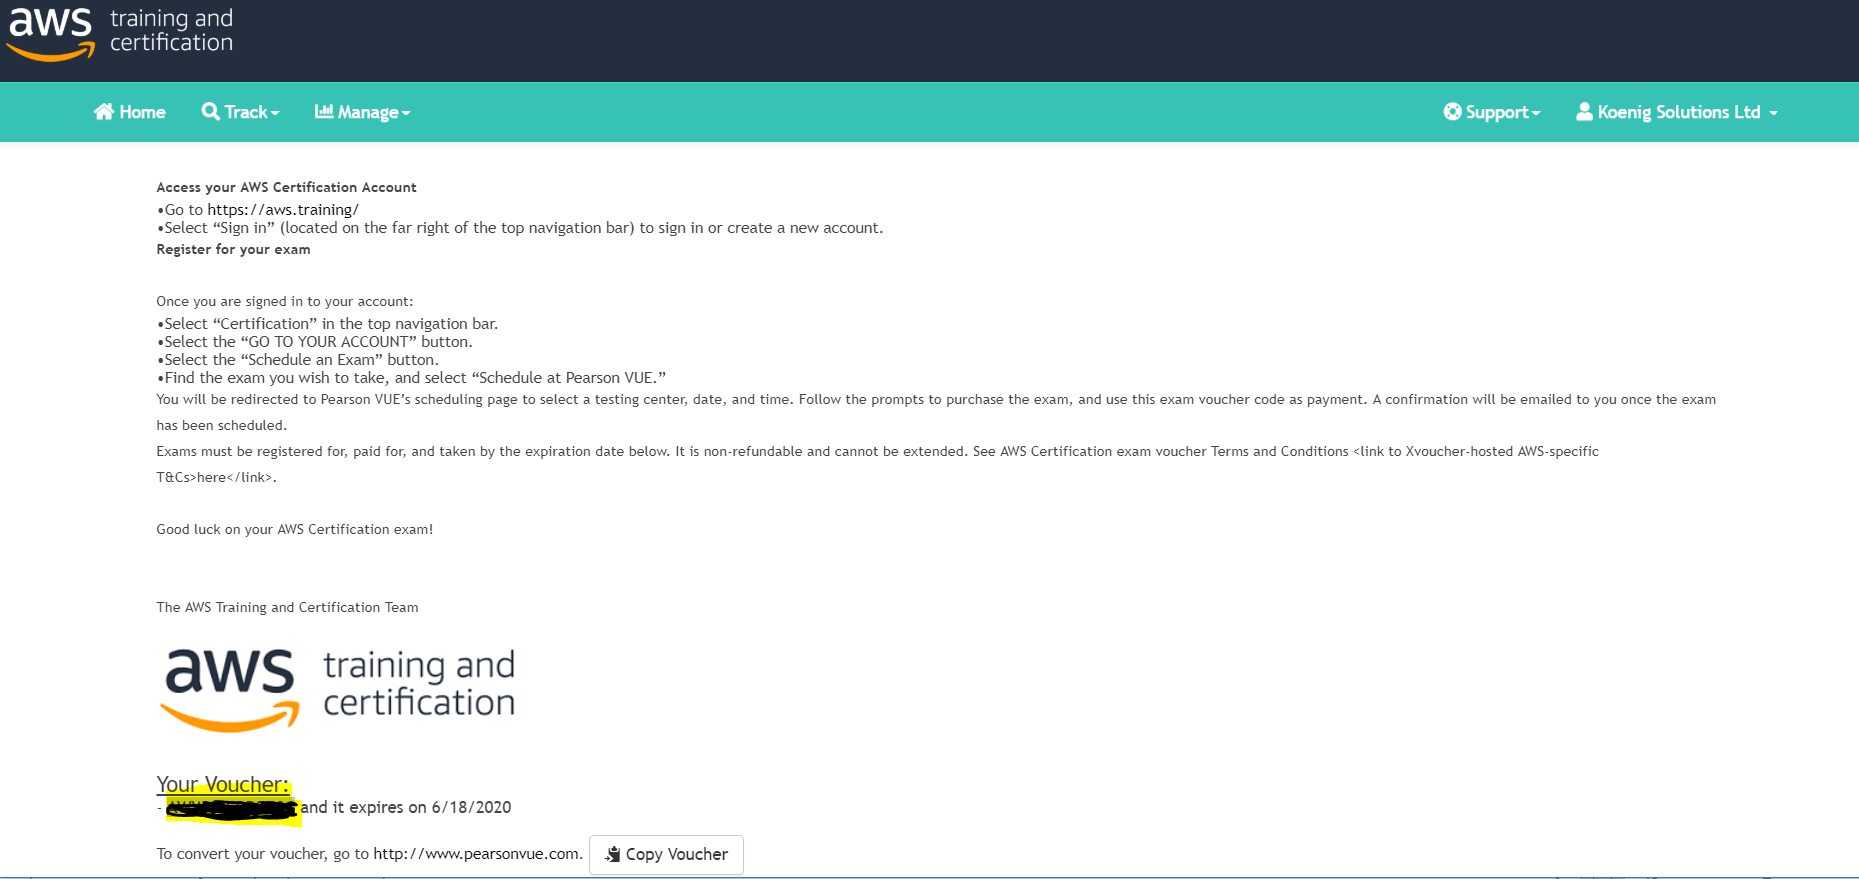 aws training and
certification
Home Track Manage Support Koenig Solutions Ltd
Access your AWS Certification Account
•Go to https://aws.training/
•Select “Sign in” (located on the far right of the top navigation bar) to sign in or create a new account.
Register for your exam
Once you are signed in to your account:
•Select “Certification” in the top navigation bar.
•Select the “GO TO YOUR ACCOUNT” button.
•Select the “Schedule an Exam” button.
•Find the exam you wish to take, and select “Schedule at Pearson VUE.”
You will be redirected to Pearson VUE’s scheduling page to select a testing center, date, and time. Follow the prompts to purchase the exam, and use this exam voucher code as payment. A confirmation will be emailed to you once the exam
has been scheduled.
Exams must be registered for, paid for, and taken by the expiration date below. It is non-refundable and cannot be extended. See AWS Certification exam voucher Terms and Conditions <link to Xvoucher-hosted AWS-specific
T&Cs>here</link>.
Good luck on your AWS Certification exam!
The AWS Training and Certification Team
aws training and
certification
Your Voucher:
- and it expires on 6/18/2020
To convert your voucher, go to http://www.pearsonvue.com. Copy Voucher